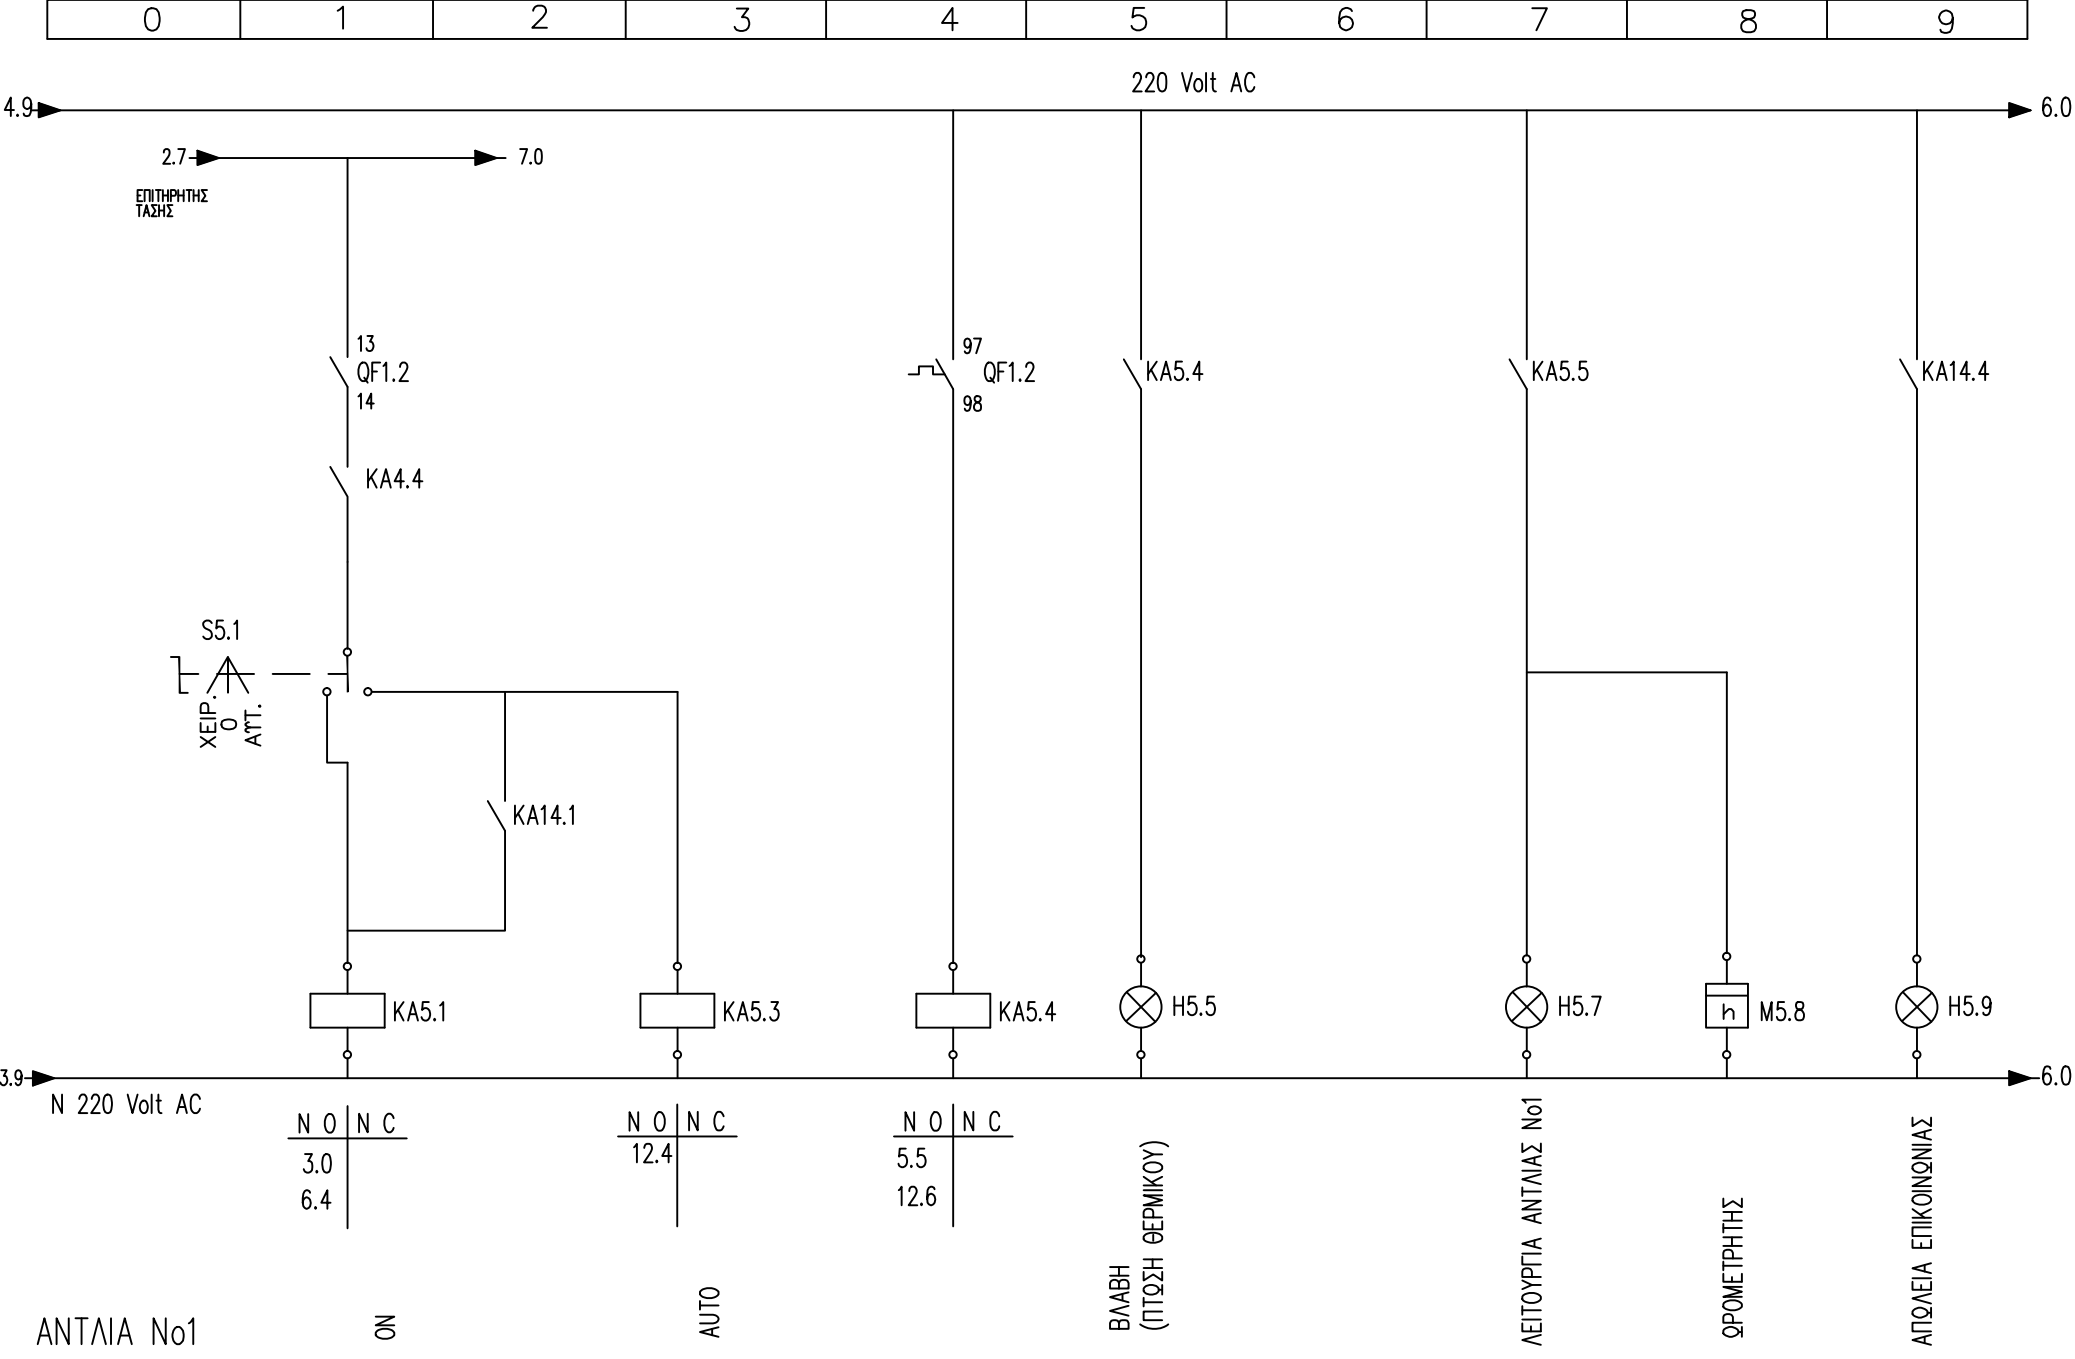 0 1 2 3 4 5 6 7 8 9
220 Volt AC
4.9 6.0
2.7 7.0
ΕΠΙΤΗΡΗΤΗΣ
ΤΑΣΗΣ
13
QF1.2
14
97
QF1.2
98
KA5.4
KA5.5
KA14.4
KA4.4
S5.1
ΧΕΙΡ.
0
ΑΥΤ.
KA14.1
KA5.1
KA5.3
KA5.4
H5.5
H5.7
h
M5.8
H5.9
3.9 6.0
N 220 Volt AC
N O N C
3.0
6.4
N O N C
12.4
N O N C
5.5
12.6
ΑΝΤΛΙΑ Νο1
ON
AUTO
ΒΛΑΒΗ
(ΠΤΩΣΗ ΘΕΡΜΙΚΟΥ)
ΛΕΙΤΟΥΡΓΙΑ ΑΝΤΛΙΑΣ Νο1
ΩΡΟΜΕΤΡΗΤΗΣ
ΑΠΩΛΕΙΑ ΕΠΙΚΟΙΝΩΝΙΑΣ